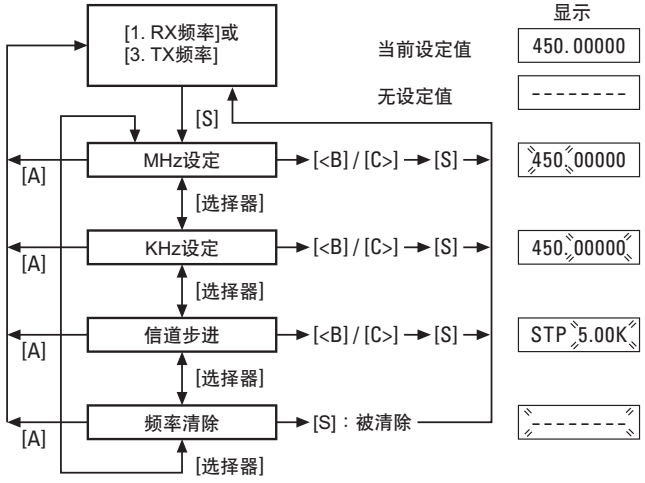 显示
[1. RX频率]或
[3. TX频率]
当前设定值
450.00000
无设定值
--------
[S]
[A]
MHz设定
[<B] / [C>]
[S]
450.00000
[选择器]
[A]
KHz设定
[<B] / [C>]
[S]
450.00000
[选择器]
[A]
信道步进
[<B] / [C>]
[S]
STP 5.00K
[选择器]
[A]
频率清除
[S]：被清除
--------
[选择器]